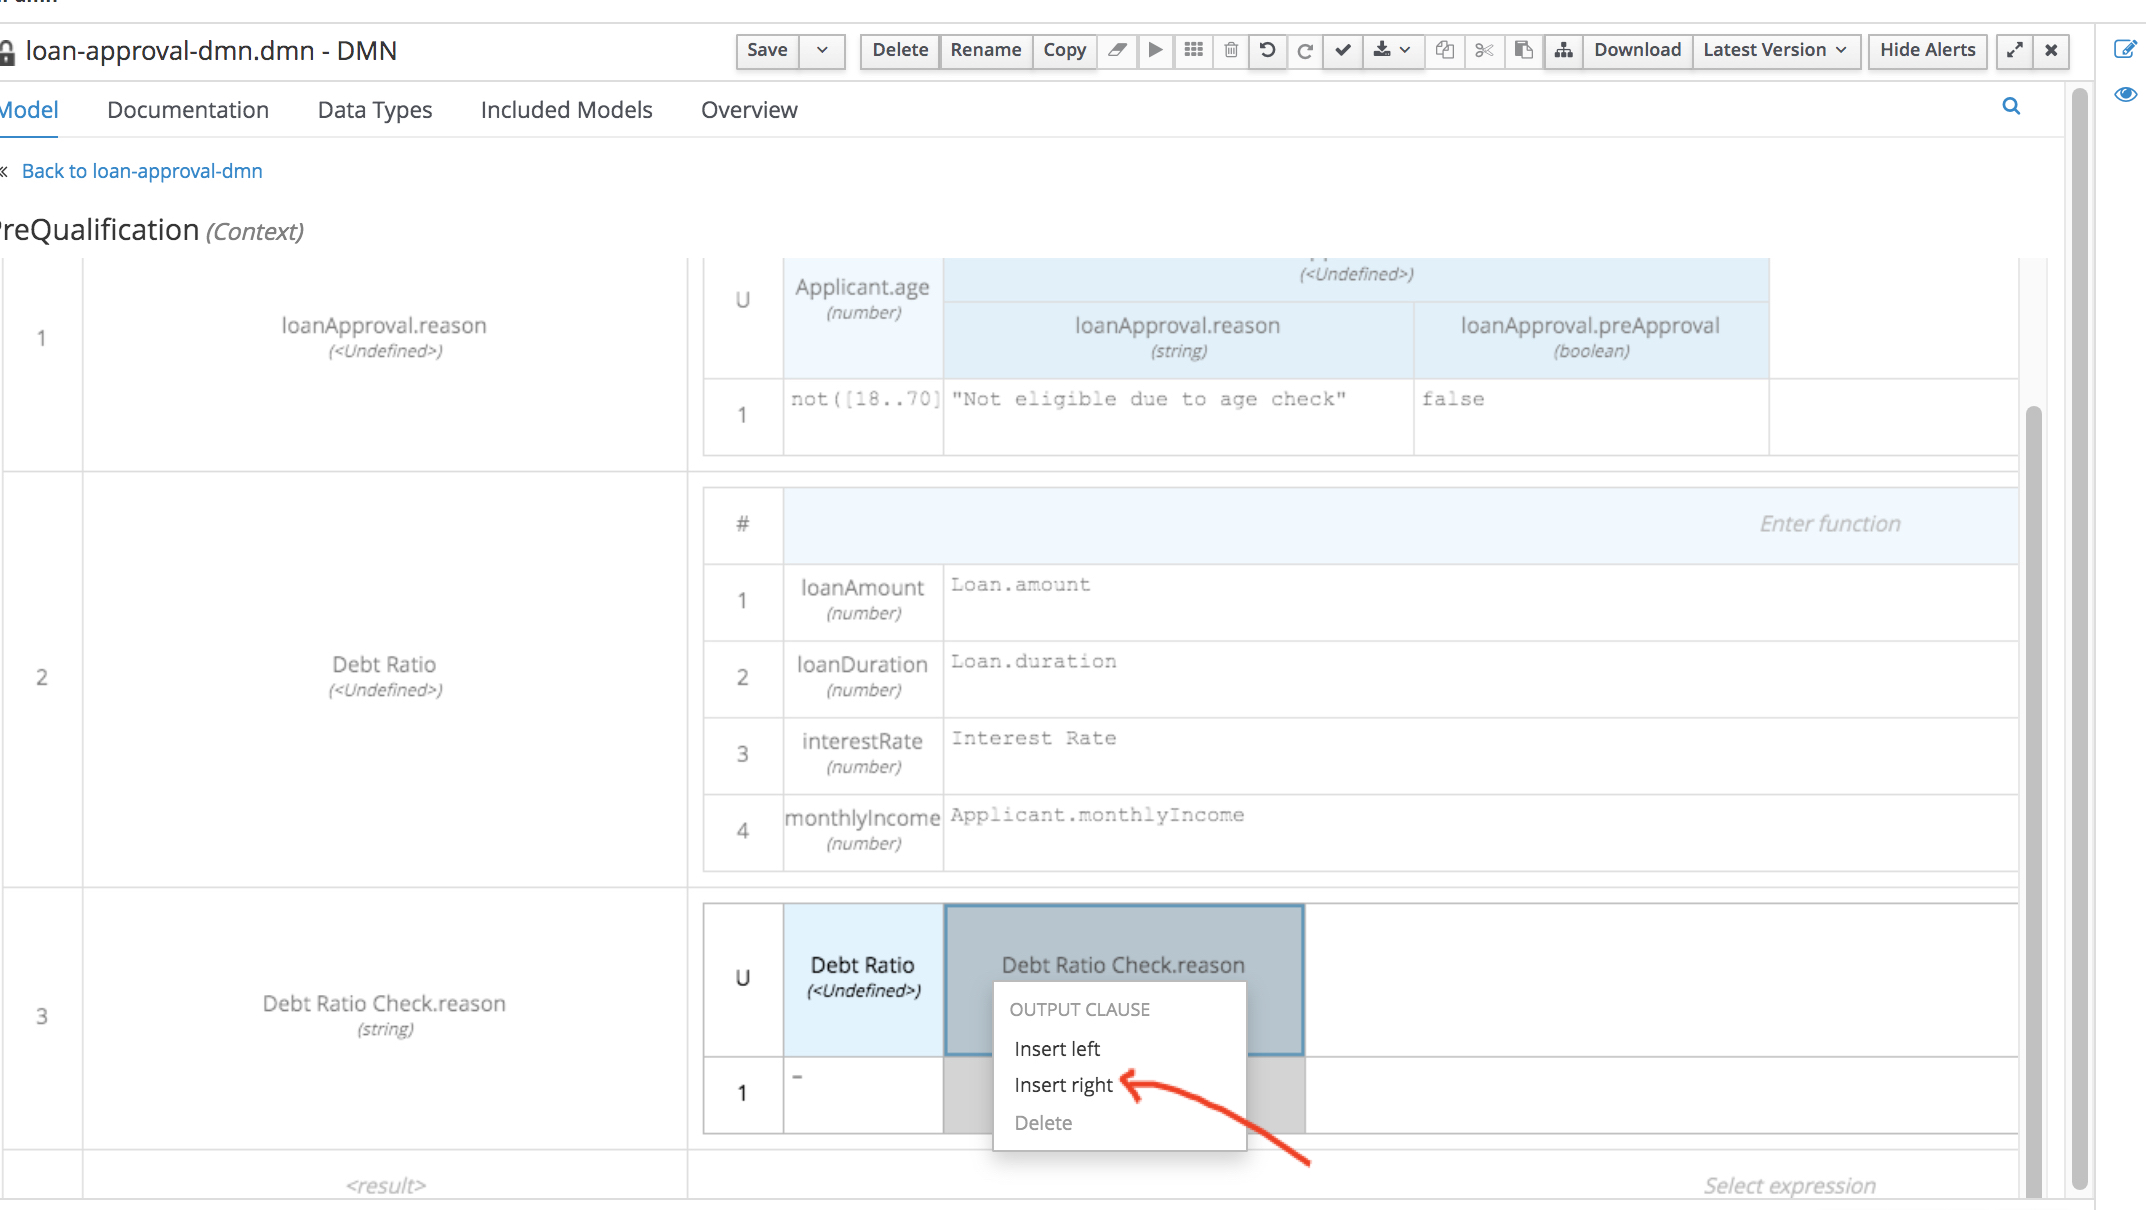 loan-approval-dmn.dmn - DMN
Save
Delete Rename Copy
Download Latest Version
Hide Alerts
Model Documentation Data Types Included Models Overview
« Back to loan-approval-dmn
PreQualification (Context)
1
loanApproval.reason
(<Undefined>)
U
Applicant.age
(number)
(<Undefined>)
loanApproval.reason
(string)
loanApproval.preApproval
(boolean)
1
not([18..70] "Not eligible due to age check" false
2
Debt Ratio
(<Undefined>)
# Enter function
1
loanAmount
(number)
Loan.amount
2
loanDuration
(number)
Loan.duration
3
interestRate
(number)
Interest Rate
4
monthlyIncome
(number)
Applicant.monthlyIncome
3
Debt Ratio Check.reason
(string)
U
Debt Ratio
(<Undefined>)
Debt Ratio Check.reason
1
-
OUTPUT CLAUSE
Insert left
Insert right
Delete
<result>
Select expression